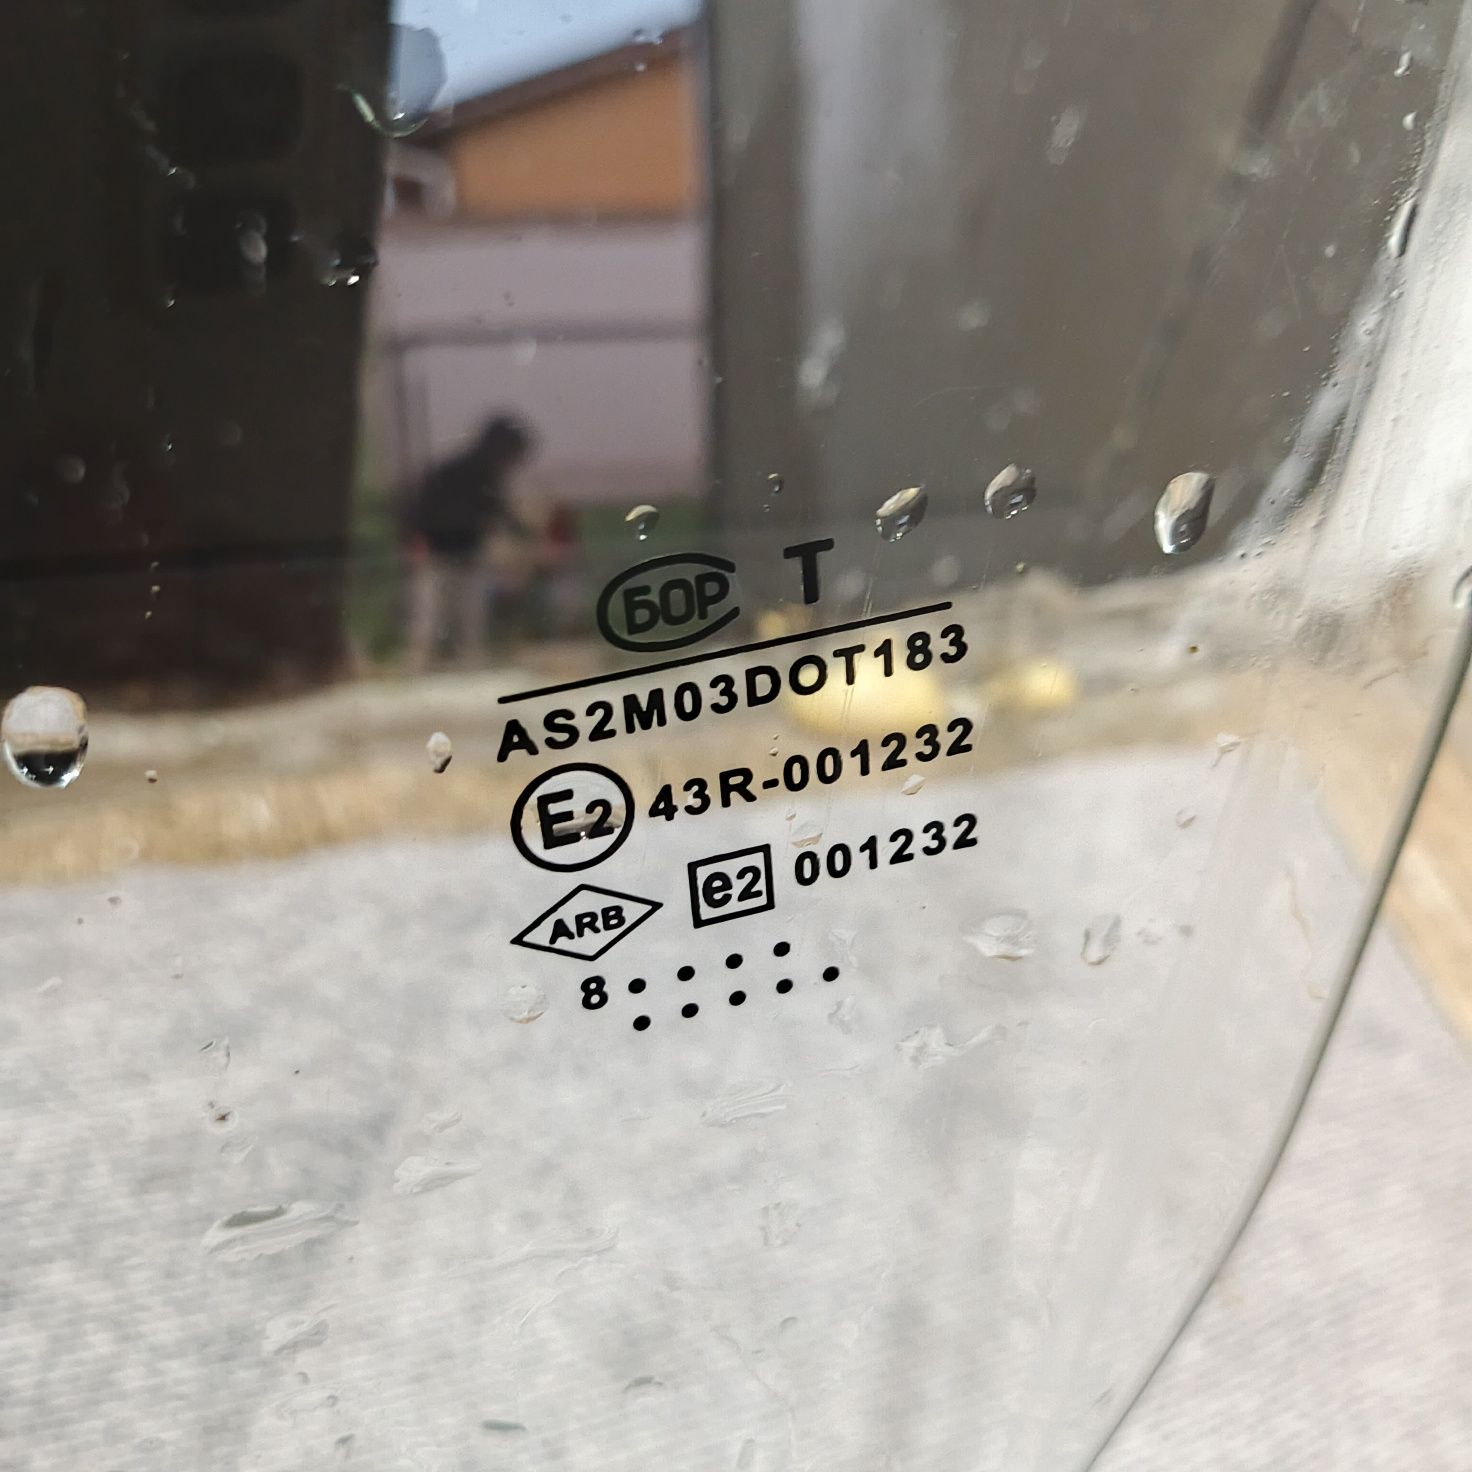 БОР T
AS2M03DOT183
E2 43R-001232
ARB e2 001232
8